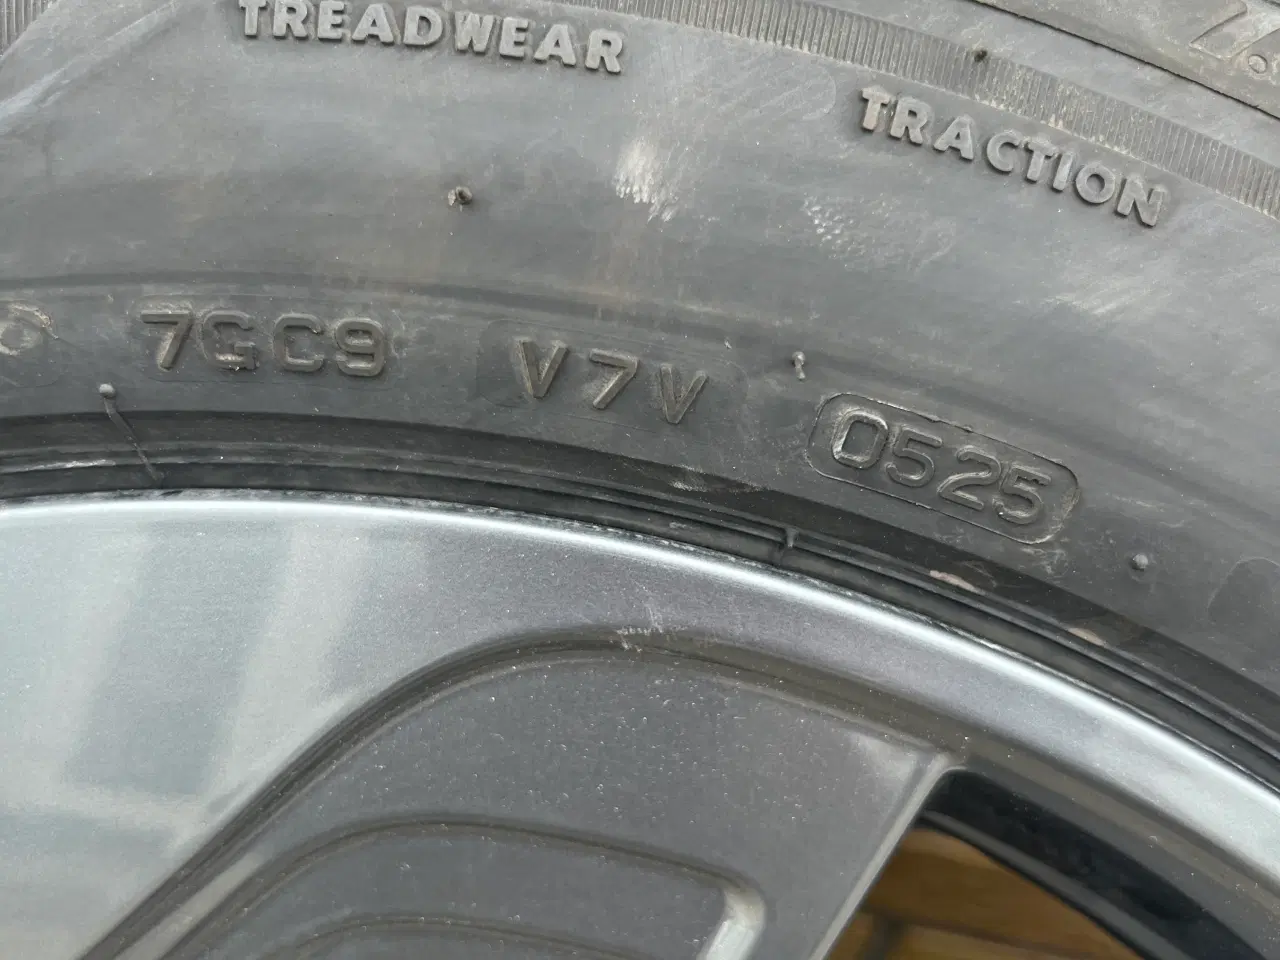 TREADWEAR
TRACTION
7GC9 V7V 0525